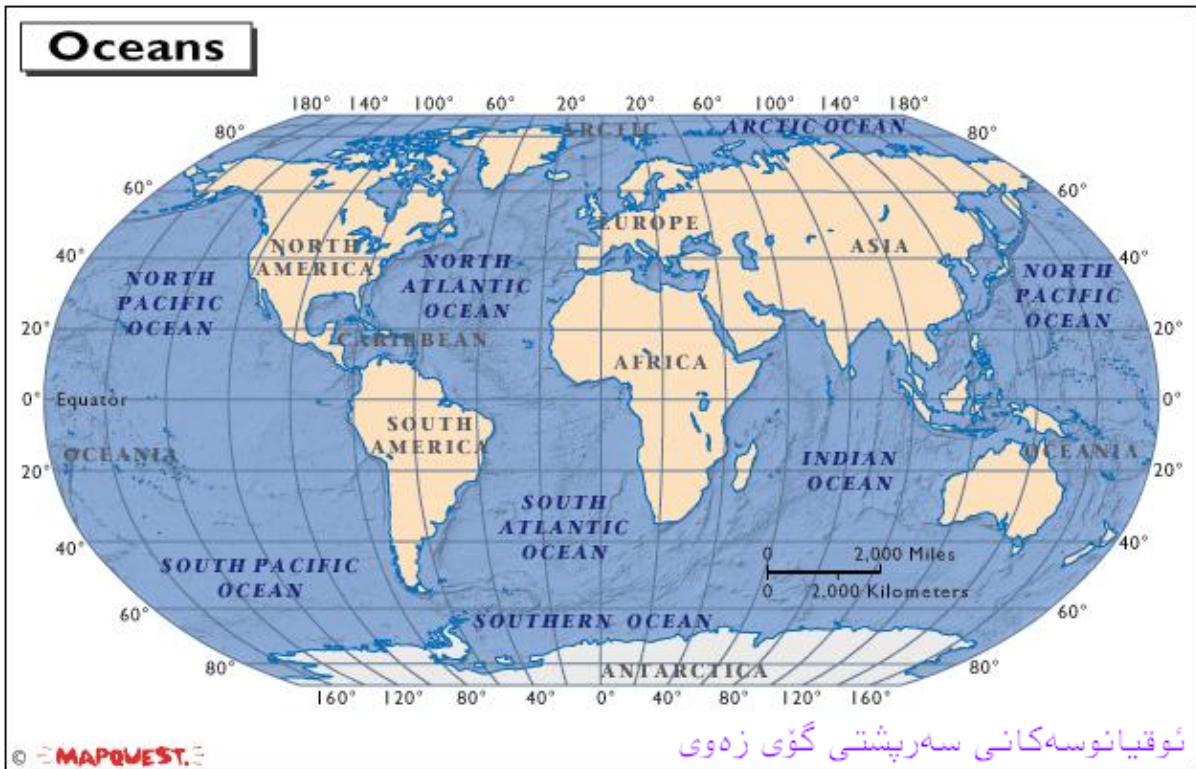 Oceans
180° 140° 100° 60° 20° 20° 60° 100° 140° 180°
80° ARCTIC ARCTIC OCEAN 80°
60° 60°
EUROPE
NORTH
AMERICA
ASIA
40° 40°
NORTH
PACIFIC
OCEAN
NORTH
ATLANTIC
OCEAN
NORTH
PACIFIC
OCEAN
20° 20°
CARIBBEAN
AFRICA
0° Equator 0°
SOUTH
AMERICA
OCEANIA OCEANIA
20° 20°
INDIAN
OCEAN
SOUTH
ATLANTIC
OCEAN
40° 40°
0 2,000 Miles
0 2,000 Kilometers
SOUTH PACIFIC
OCEAN
60° 60°
SOUTHERN OCEAN
80° 80°
ANTARCTICA
160° 120° 80° 40° 0° 40° 80° 120° 160°
ئوقیانوسەکانی سەرپشتی گۆی زەوی
© MAPQUEST.